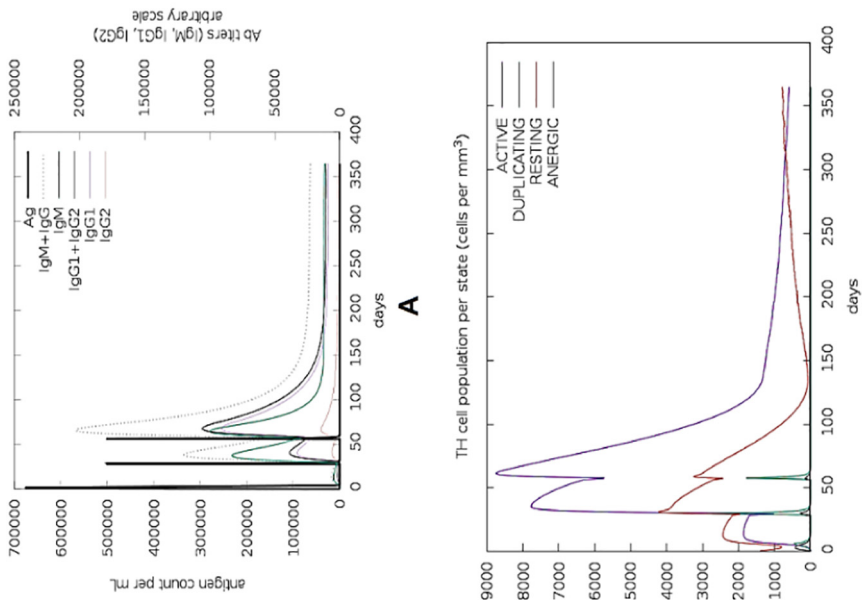 Ab titers (IgM, IgG1, IgG2)
arbitrary scale
250000
200000
150000
100000
50000
0
Ag
IgM+IgG
IgM
IgG1+IgG2
IgG1
IgG2
700000
600000
500000
400000
300000
200000
100000
0
antigen count per mL
0
50
100
150
200
250
300
350
400
days
A
TH cell population per state (cells per mm³)
ACTIVE
DUPLICATING
RESTING
ANERGIC
9000
8000
7000
6000
5000
4000
3000
2000
1000
0
0
50
100
150
200
250
300
350
400
days